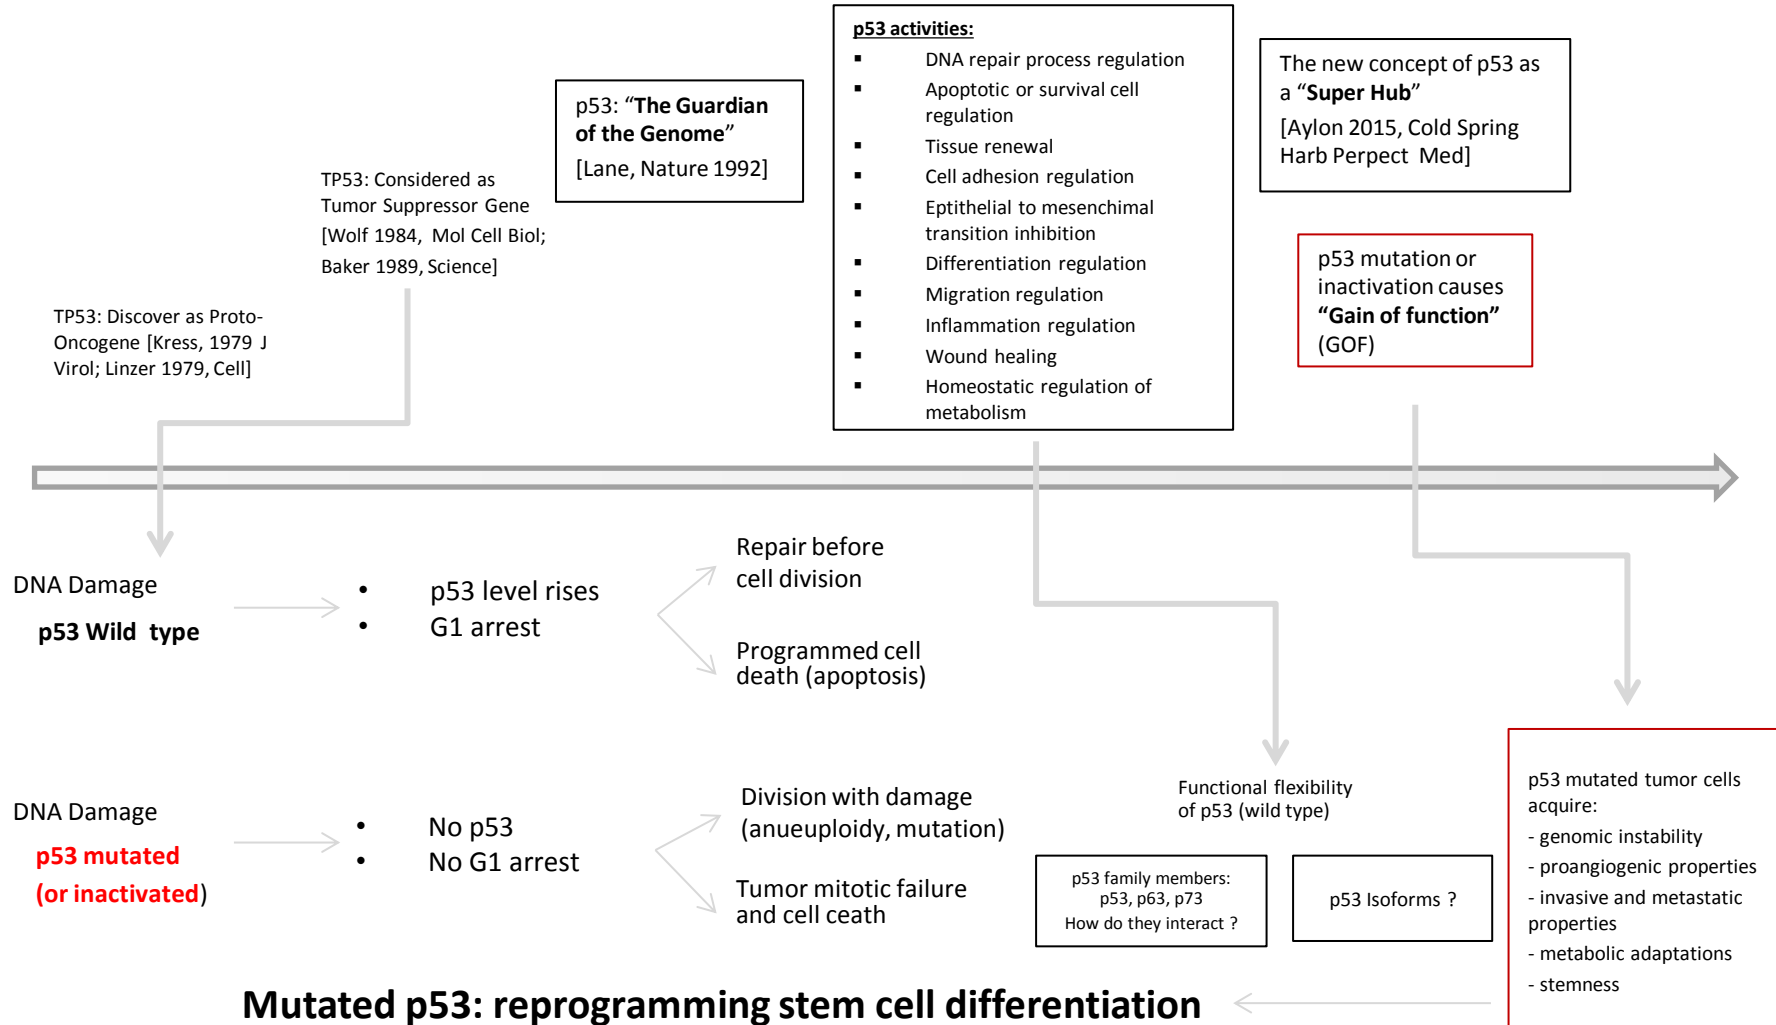 TP53: Discover as Proto-
Oncogene [Kress, 1979 J
Virol; Linzer 1979, Cell]
TP53: Considered as
Tumor Suppressor Gene
[Wolf 1984, Mol Cell Biol;
Baker 1989, Science]
p53: “The Guardian
of the Genome”
[Lane, Nature 1992]
p53 activities:
▪ DNA repair process regulation
▪ Apoptotic or survival cell
regulation
▪ Tissue renewal
▪ Cell adhesion regulation
▪ Eptithelial to mesenchimal
transition inhibition
▪ Differentiation regulation
▪ Migration regulation
▪ Inflammation regulation
▪ Wound healing
▪ Homeostatic regulation of
metabolism
The new concept of p53 as
a “Super Hub”
[Aylon 2015, Cold Spring
Harb Perpect Med]
p53 mutation or
inactivation causes
“Gain of function”
(GOF)
DNA Damage
p53 Wild type
• p53 level rises
• G1 arrest
Repair before
cell division
Programmed cell
death (apoptosis)
DNA Damage
p53 mutated
(or inactivated)
• No p53
• No G1 arrest
Division with damage
(anueuploidy, mutation)
Tumor mitotic failure
and cell ceath
Functional flexibility
of p53 (wild type)
p53 family members:
p53, p63, p73
How do they interact ?
p53 Isoforms ?
p53 mutated tumor cells
acquire:
- genomic instability
- proangiogenic properties
- invasive and metastatic
properties
- metabolic adaptations
- stemness
Mutated p53: reprogramming stem cell differentiation